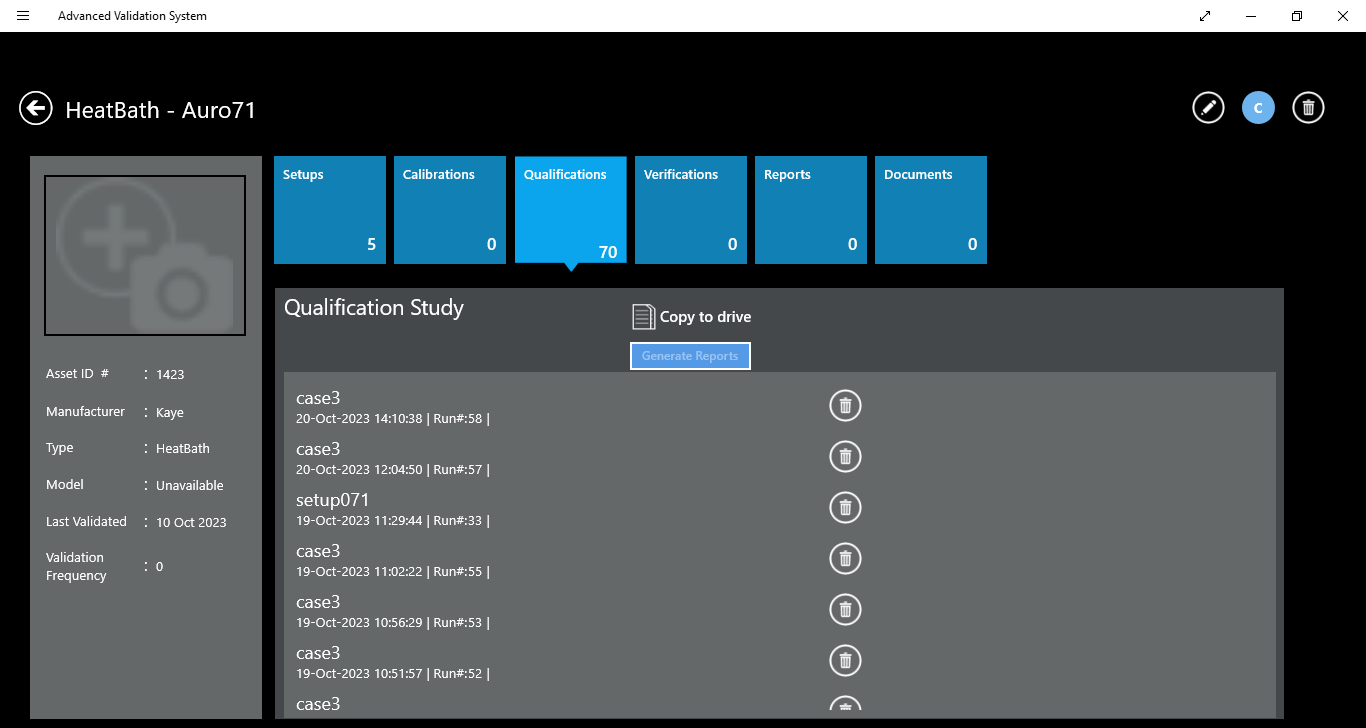 Advanced Validation System
HeatBath - Auro71
C
Setups
5
Calibrations
0
Qualifications
70
Verifications
0
Reports
0
Documents
0
Asset ID # : 1423
Manufacturer : Kaye
Type : HeatBath
Model : Unavailable
Last Validated : 10 Oct 2023
Validation
Frequency : 0
Qualification Study
Copy to drive
Generate Reports
case3
20-Oct-2023 14:10:38 | Run#:58 |
case3
20-Oct-2023 12:04:50 | Run#:57 |
setup071
19-Oct-2023 11:29:44 | Run#:33 |
case3
19-Oct-2023 11:02:22 | Run#:55 |
case3
19-Oct-2023 10:56:29 | Run#:53 |
case3
19-Oct-2023 10:51:57 | Run#:52 |
case3